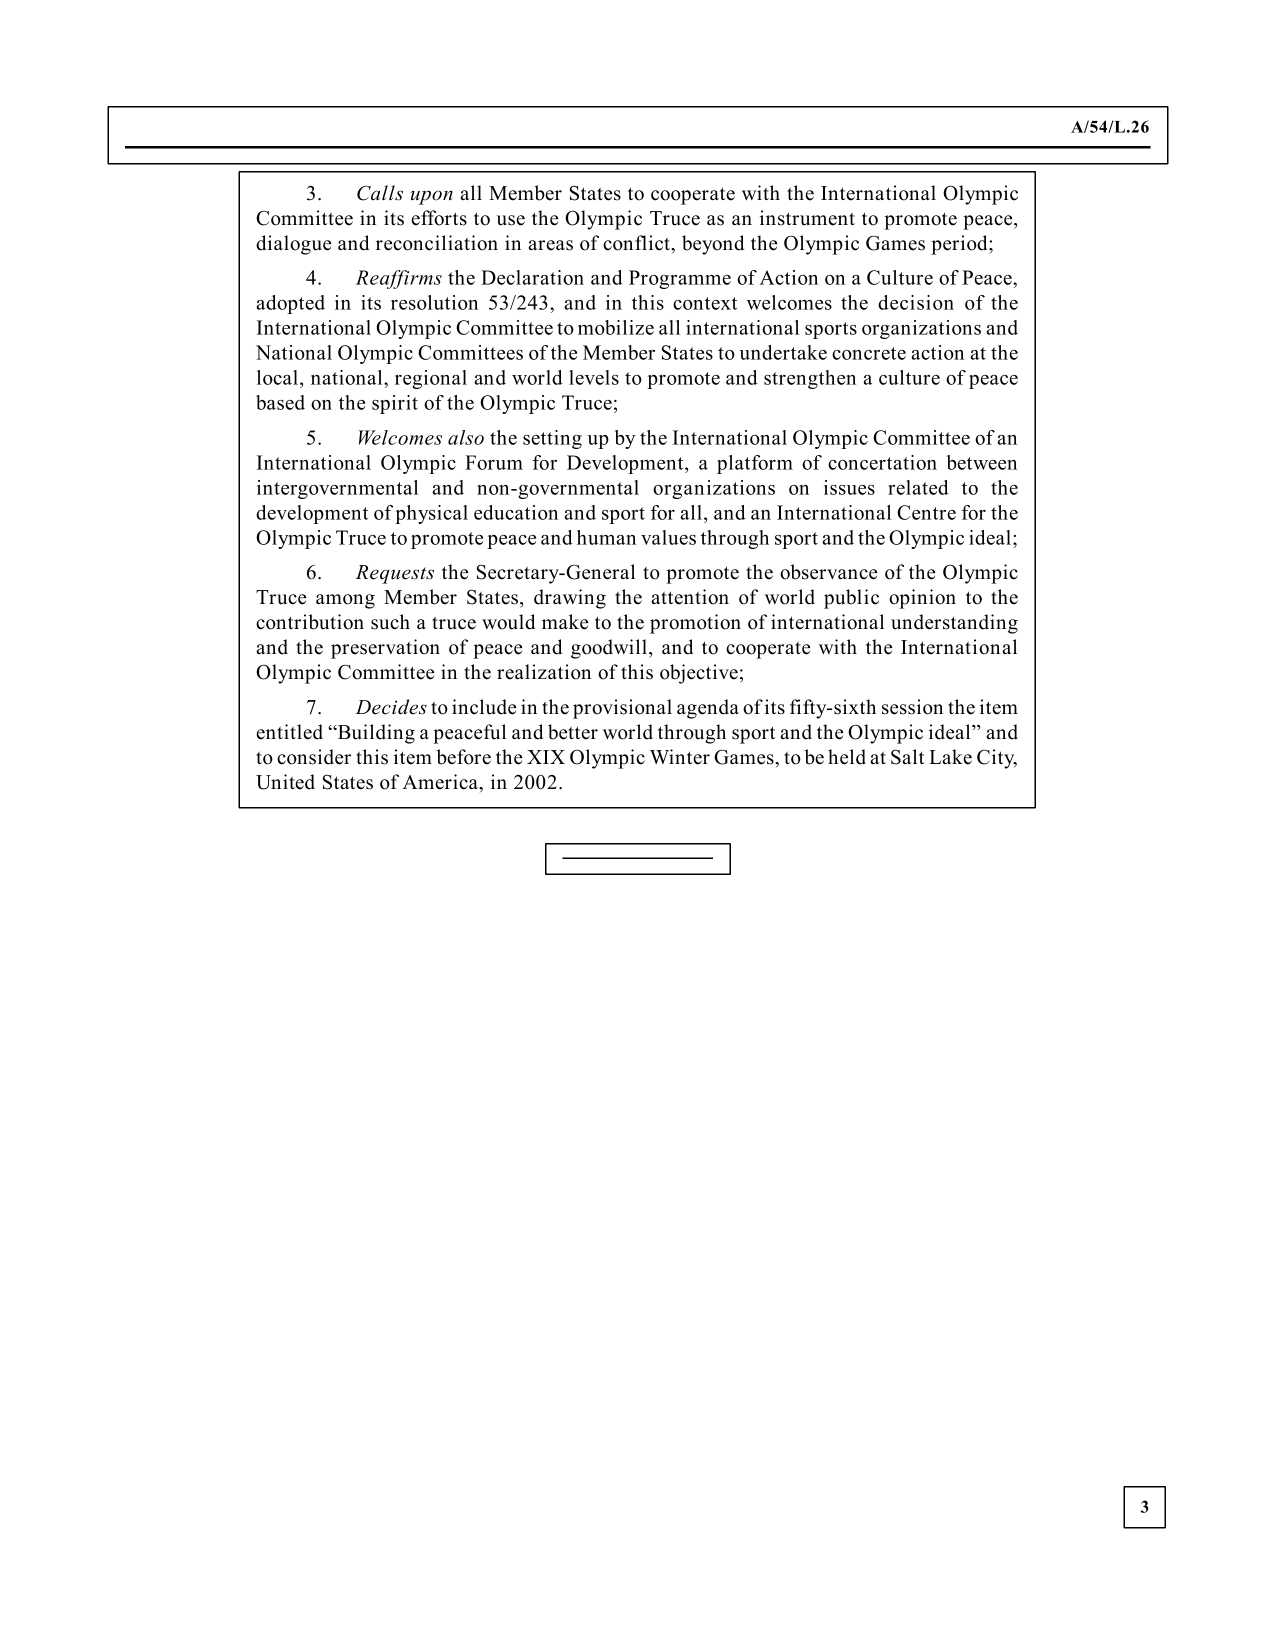 A/54/L.26
3. Calls upon all Member States to cooperate with the International Olympic
Committee in its efforts to use the Olympic Truce as an instrument to promote peace,
dialogue and reconciliation in areas of conflict, beyond the Olympic Games period;
4. Reaffirms the Declaration and Programme of Action on a Culture of Peace,
adopted in its resolution 53/243, and in this context welcomes the decision of the
International Olympic Committee to mobilize all international sports organizations and
National Olympic Committees of the Member States to undertake concrete action at the
local, national, regional and world levels to promote and strengthen a culture of peace
based on the spirit of the Olympic Truce;
5. Welcomes also the setting up by the International Olympic Committee of an
International Olympic Forum for Development, a platform of concertation between
intergovernmental and non-governmental organizations on issues related to the
development of physical education and sport for all, and an International Centre for the
Olympic Truce to promote peace and human values through sport and the Olympic ideal;
6. Requests the Secretary-General to promote the observance of the Olympic
Truce among Member States, drawing the attention of world public opinion to the
contribution such a truce would make to the promotion of international understanding
and the preservation of peace and goodwill, and to cooperate with the International
Olympic Committee in the realization of this objective;
7. Decides to include in the provisional agenda of its fifty-sixth session the item
entitled “Building a peaceful and better world through sport and the Olympic ideal” and
to consider this item before the XIX Olympic Winter Games, to be held at Salt Lake City,
United States of America, in 2002.
3